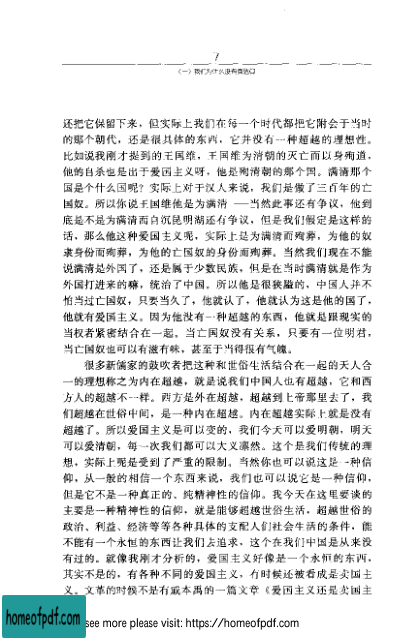 7
(一) 我们为什么没有真信仰
还把它保留下来，但实际上我们在每一个时代都把它附会于当时
的那个朝代，还是很具体的东西，它并没有一种超越的理想性。
比如说我刚才提到的王国维，王国维为清朝的灭亡而以身殉道，
他的自杀也是出于爱国主义呀，他是殉清朝的那个国。满清那个
国是个什么国呢？实际上对于汉人来说，我们是做了三百年的亡
国奴。所以你说王国维他是为满清——当然此事还有争议，他到
底是不是为满清而自沉昆明湖还有争议，但是我们假定是这样的
话，那么他这种爱国主义呢，实际上是为满清而殉葬，为他的奴
隶身份而殉葬，为他的亡国奴的身份而殉葬。当然我们现在不能
说满清是外国了，还是属于少数民族，但是在当时满清就是作为
外国打进来的嘛，统治了中国。所以他是很狭隘的，中国人并不
怕当过亡国奴，只要当久了，他就认了，他就认为这是他的国了，
他就有爱国主义。因为他没有一种超越的东西，他就是跟现实的
当权者紧密结合在一起。当亡国奴没有关系，只要有一位明君，
当亡国奴也可以有滋有味，甚至于当得很有气魄。
很多新儒家的鼓吹者把这种和世俗生活结合在一起的天人合
一的理想称之为内在超越，就是说我们中国人也有超越，它和西
方人的超越不一样。西方是外在超越，超越到上帝那里去了，我
们超越在世俗中间，是一种内在超越。内在超越实际上就是没有
超越了。所以爱国主义是可以变的，我们今天可以爱明朝，明天
可以爱清朝，每一次我们都可以大义凛然。这个是我们传统的理
想，实际上呢是受到了严重的限制。当然你也可以说这是一种信
仰，从一般的相信一个东西来说，我们也可以说它是一种信仰，
但是它不是一种真正的、纯精神性的信仰。我今天在这里要谈的
主要是一种精神性的信仰，就是能够超越世俗生活，超越世俗的
政治、利益、经济等等各种具体的支配人们社会生活的条件，能
不能有一个永恒的东西让我们去追求，这个在我们中国是从来没
有过的。就像我刚才分析的，爱国主义好像是一个永恒的东西，
其实不是的，有各种不同的爱国主义，有时候还被看成是卖国主
义。文革的时候不是有戚本禹的一篇文章《爱国主义还是卖国主
homeofpdf.com
see more please visit: https://homeofpdf.com